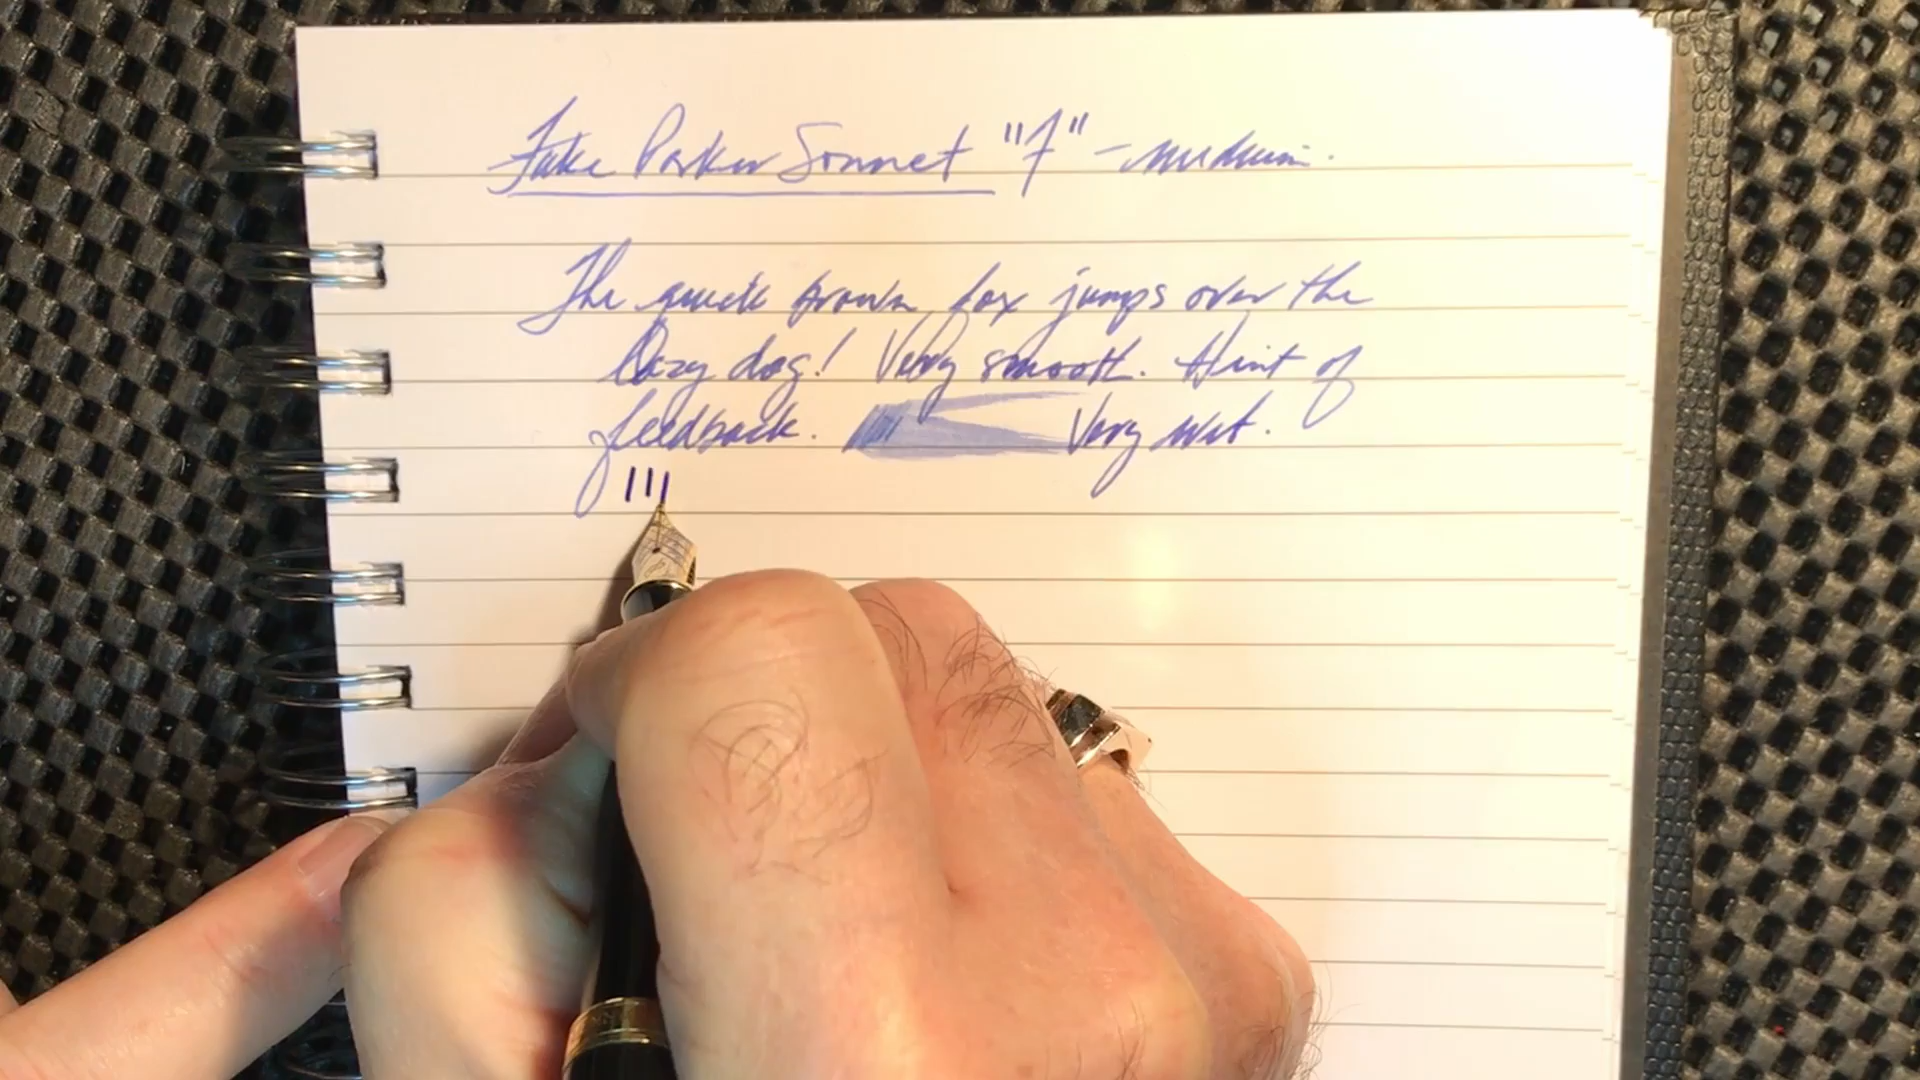 Fake Parker Sonnet "f" – medium.
The quick brown fox jumps over the
lazy dog! Very smooth. Hint of
feedback. Very wet.